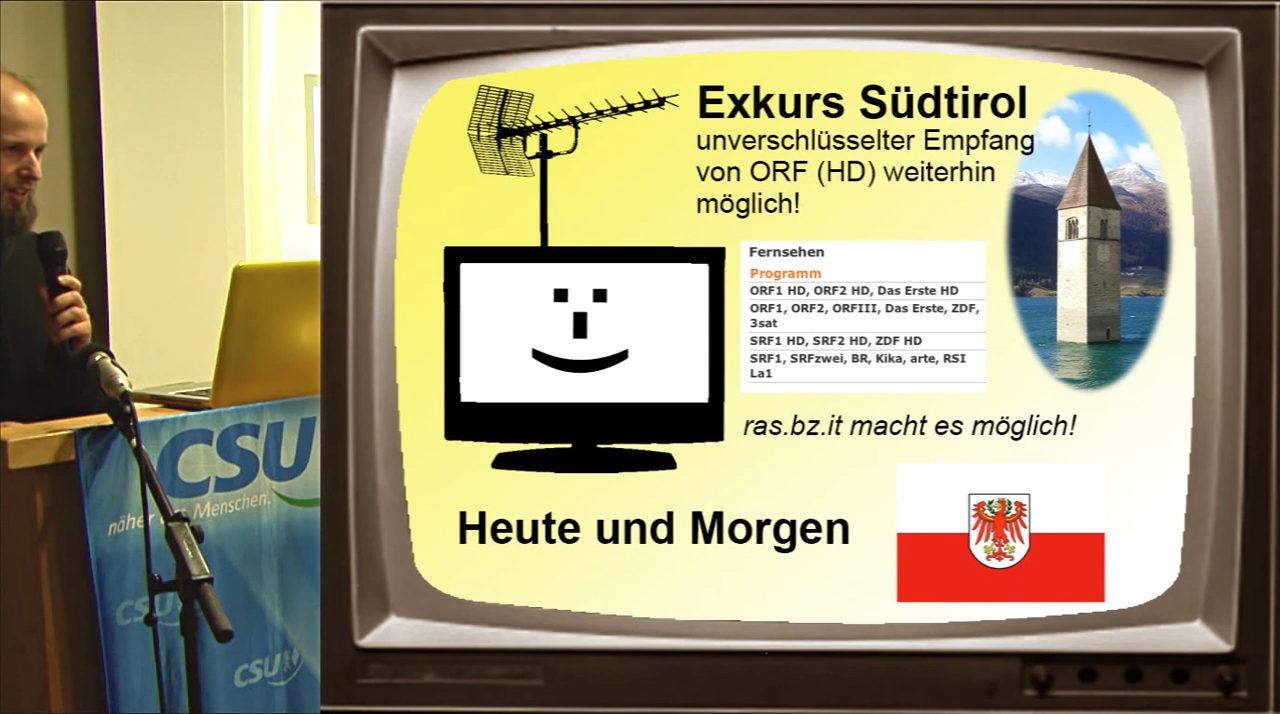 Exkurs Südtirol
unverschlüsselter Empfang
von ORF (HD) weiterhin
möglich!
Fernsehen
Programm
ORF1 HD, ORF2 HD, Das Erste HD
ORF1, ORF2, ORFIII, Das Erste, ZDF,
3sat
SRF1 HD, SRF2 HD, ZDF HD
SRF1, SRFzwei, BR, Kika, arte, RSI
La1
ras.bz.it macht es möglich!
Heute und Morgen
CSU
näher Menschen.
CSU
CSU